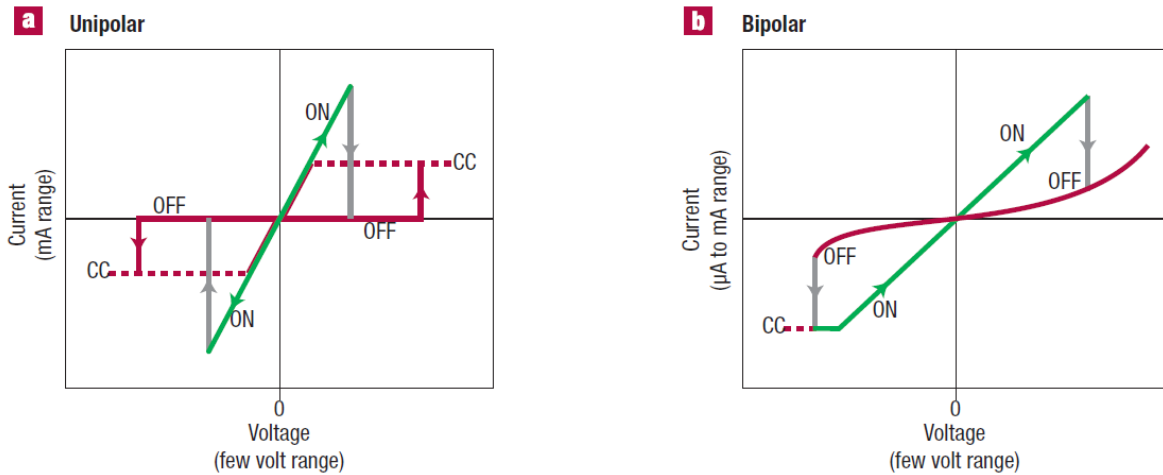 a Unipolar
ON
CC
OFF
OFF
CC
ON
Current
(mA range)
0
Voltage
(few volt range)
b Bipolar
ON
OFF
OFF
CC
ON
Current
(µA to mA range)
0
Voltage
(few volt range)